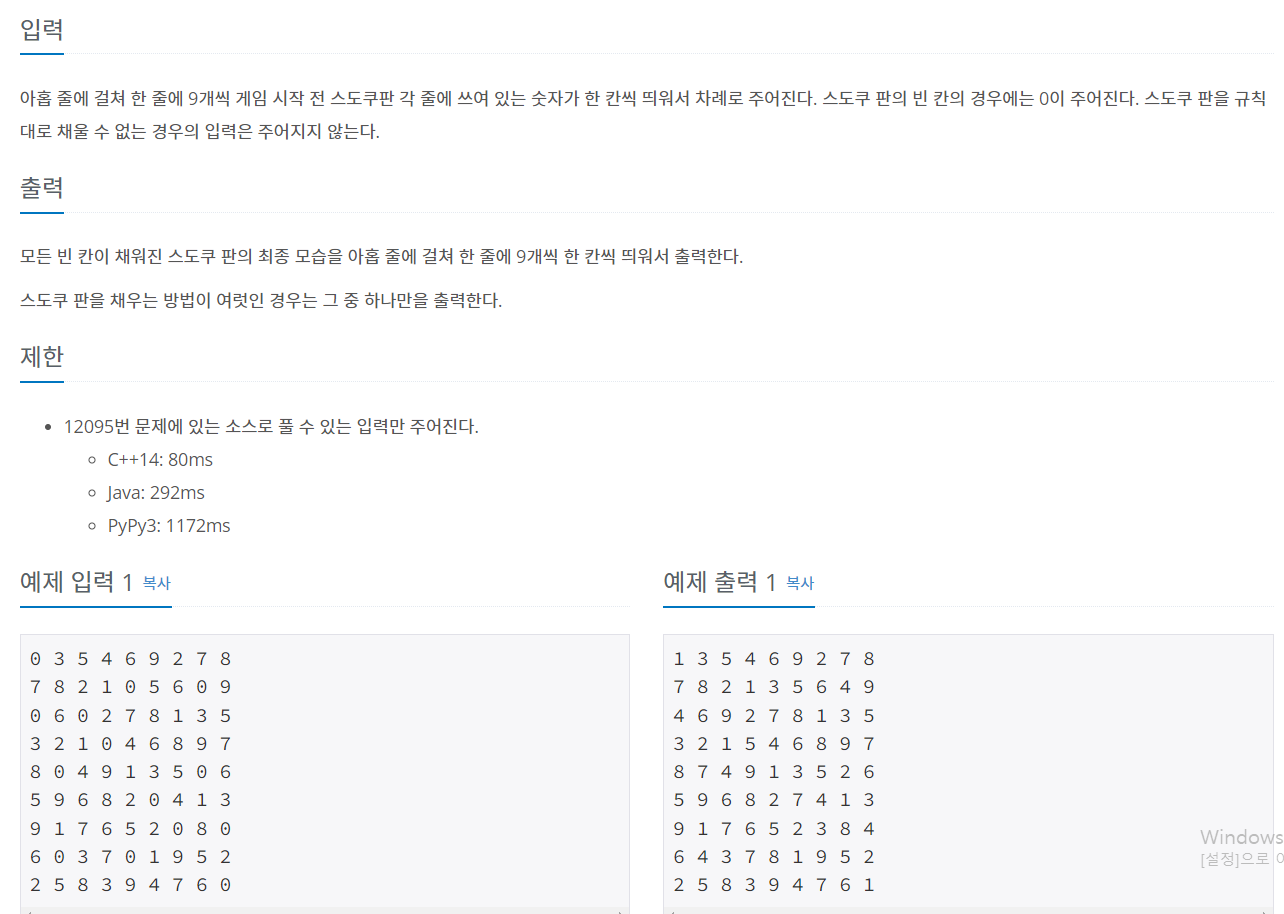 입력
아홉 줄에 걸쳐 한 줄에 9개씩 게임 시작 전 스도쿠판 각 줄에 쓰여 있는 숫자가 한 칸씩 띄워서 차례로 주어진다. 스도쿠 판의 빈 칸의 경우에는 0이 주어진다. 스도쿠 판을 규칙
대로 채울 수 없는 경우의 입력은 주어지지 않는다.
출력
모든 빈 칸이 채워진 스도쿠 판의 최종 모습을 아홉 줄에 걸쳐 한 줄에 9개씩 한 칸씩 띄워서 출력한다.
스도쿠 판을 채우는 방법이 여럿인 경우는 그 중 하나만을 출력한다.
제한
12095번 문제에 있는 소스로 풀 수 있는 입력만 주어진다.
C++14: 80ms
Java: 292ms
PyPy3: 1172ms
예제 입력 1 복사
0 3 5 4 6 9 2 7 8
7 8 2 1 0 5 6 0 9
0 6 0 2 7 8 1 3 5
3 2 1 0 4 6 8 9 7
8 0 4 9 1 3 5 0 6
5 9 6 8 2 0 4 1 3
9 1 7 6 5 2 0 8 0
6 0 3 7 0 1 9 5 2
2 5 8 3 9 4 7 6 0
예제 출력 1 복사
1 3 5 4 6 9 2 7 8
7 8 2 1 3 5 6 4 9
4 6 9 2 7 8 1 3 5
3 2 1 5 4 6 8 9 7
8 7 4 9 1 3 5 2 6
5 9 6 8 2 7 4 1 3
9 1 7 6 5 2 3 8 4
6 4 3 7 8 1 9 5 2
2 5 8 3 9 4 7 6 1
Windows
[설정]으로